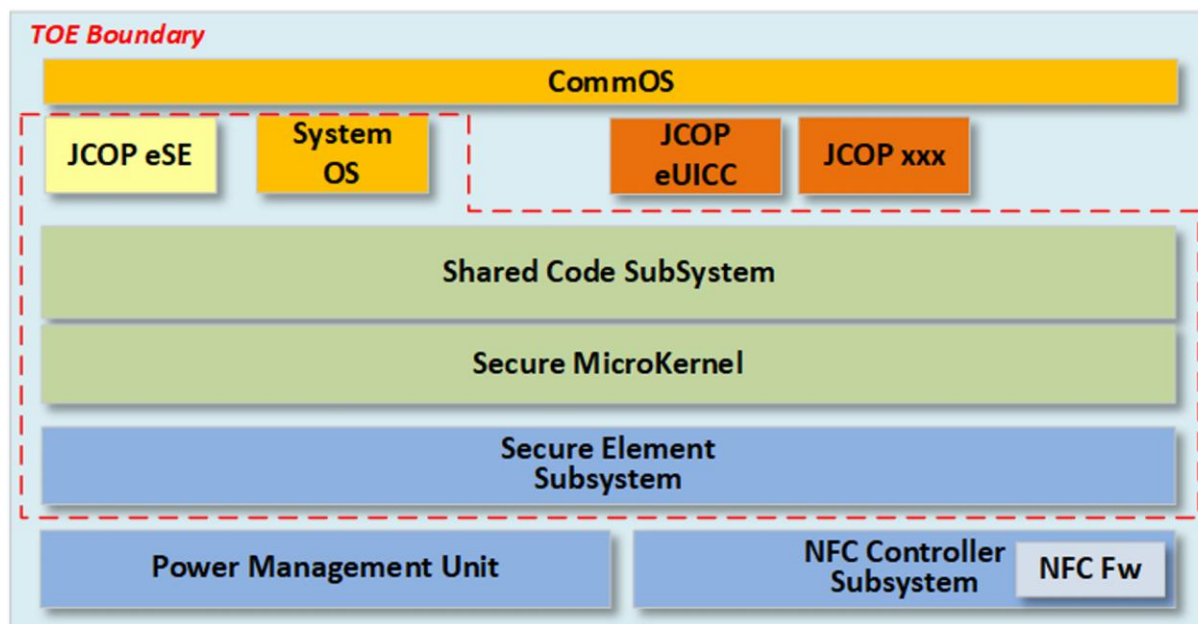 TOE Boundary
CommOS
JCOP eSE
System
OS
JCOP
eUICC
JCOP xxx
Shared Code SubSystem
Secure MicroKernel
Secure Element
Subsystem
Power Management Unit
NFC Controller
Subsystem
NFC Fw